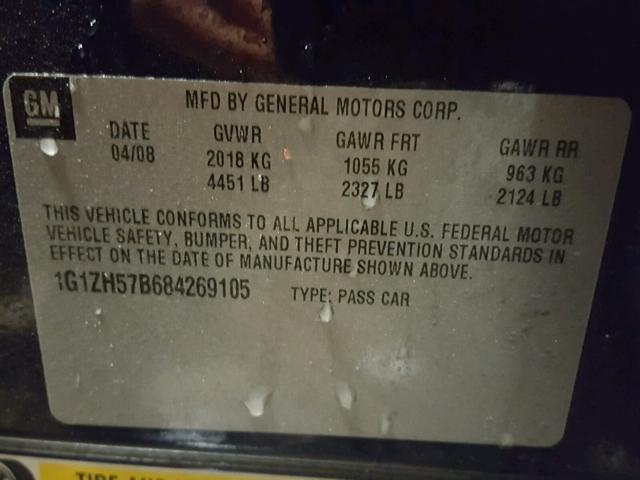 GM
MFD BY GENERAL MOTORS CORP.
DATE GVWR GAWR FRT GAWR RR
04/08 2018 KG 1055 KG 963 KG
4451 LB 2327 LB 2124 LB
THIS VEHICLE CONFORMS TO ALL APPLICABLE U.S. FEDERAL MOTOR
VEHICLE SAFETY, BUMPER, AND THEFT PREVENTION STANDARDS IN
EFFECT ON THE DATE OF MANUFACTURE SHOWN ABOVE.
1G1ZH57B684269105 TYPE: PASS CAR
TIRE AND